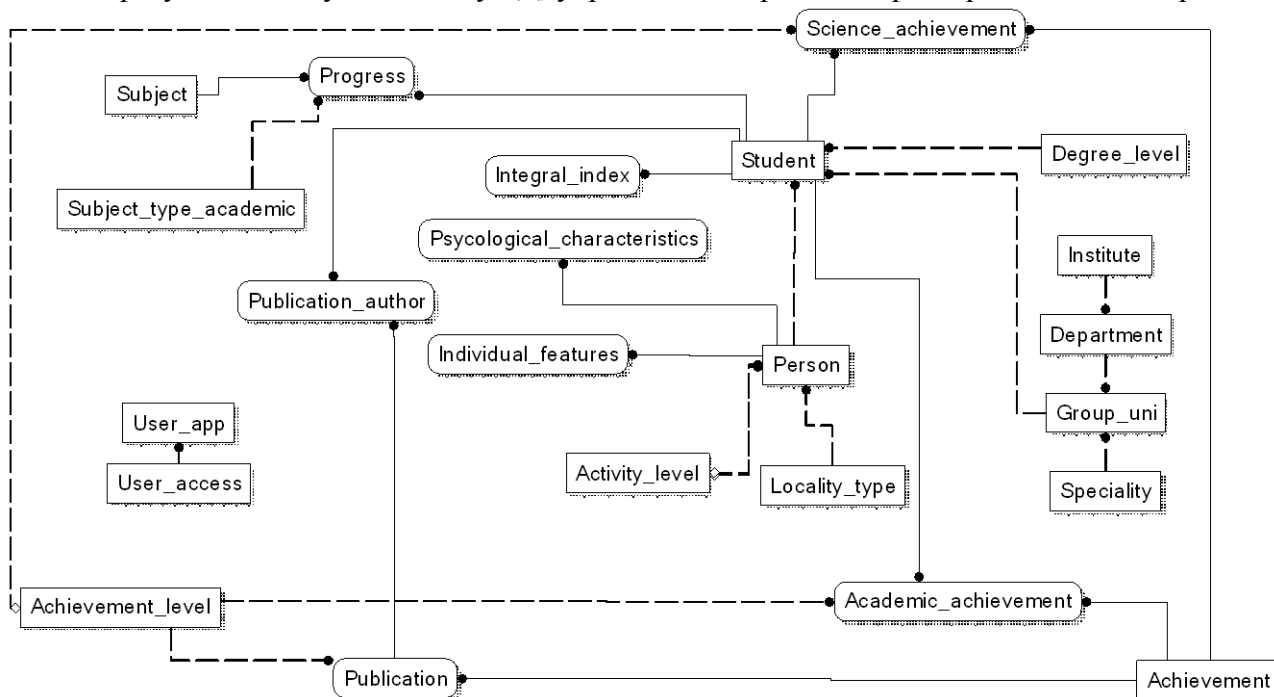 Science_achievement
Progress
Subject
Student
Degree_level
Integral_index
Subject_type_academic
Psycological_characteristics
Institute
Publication_author
Department
Individual_features
Person
Group_uni
User_app
Activity_level
Locality_type
Speciality
User_access
Achievement_level
Academic_achievement
Publication
Achievement